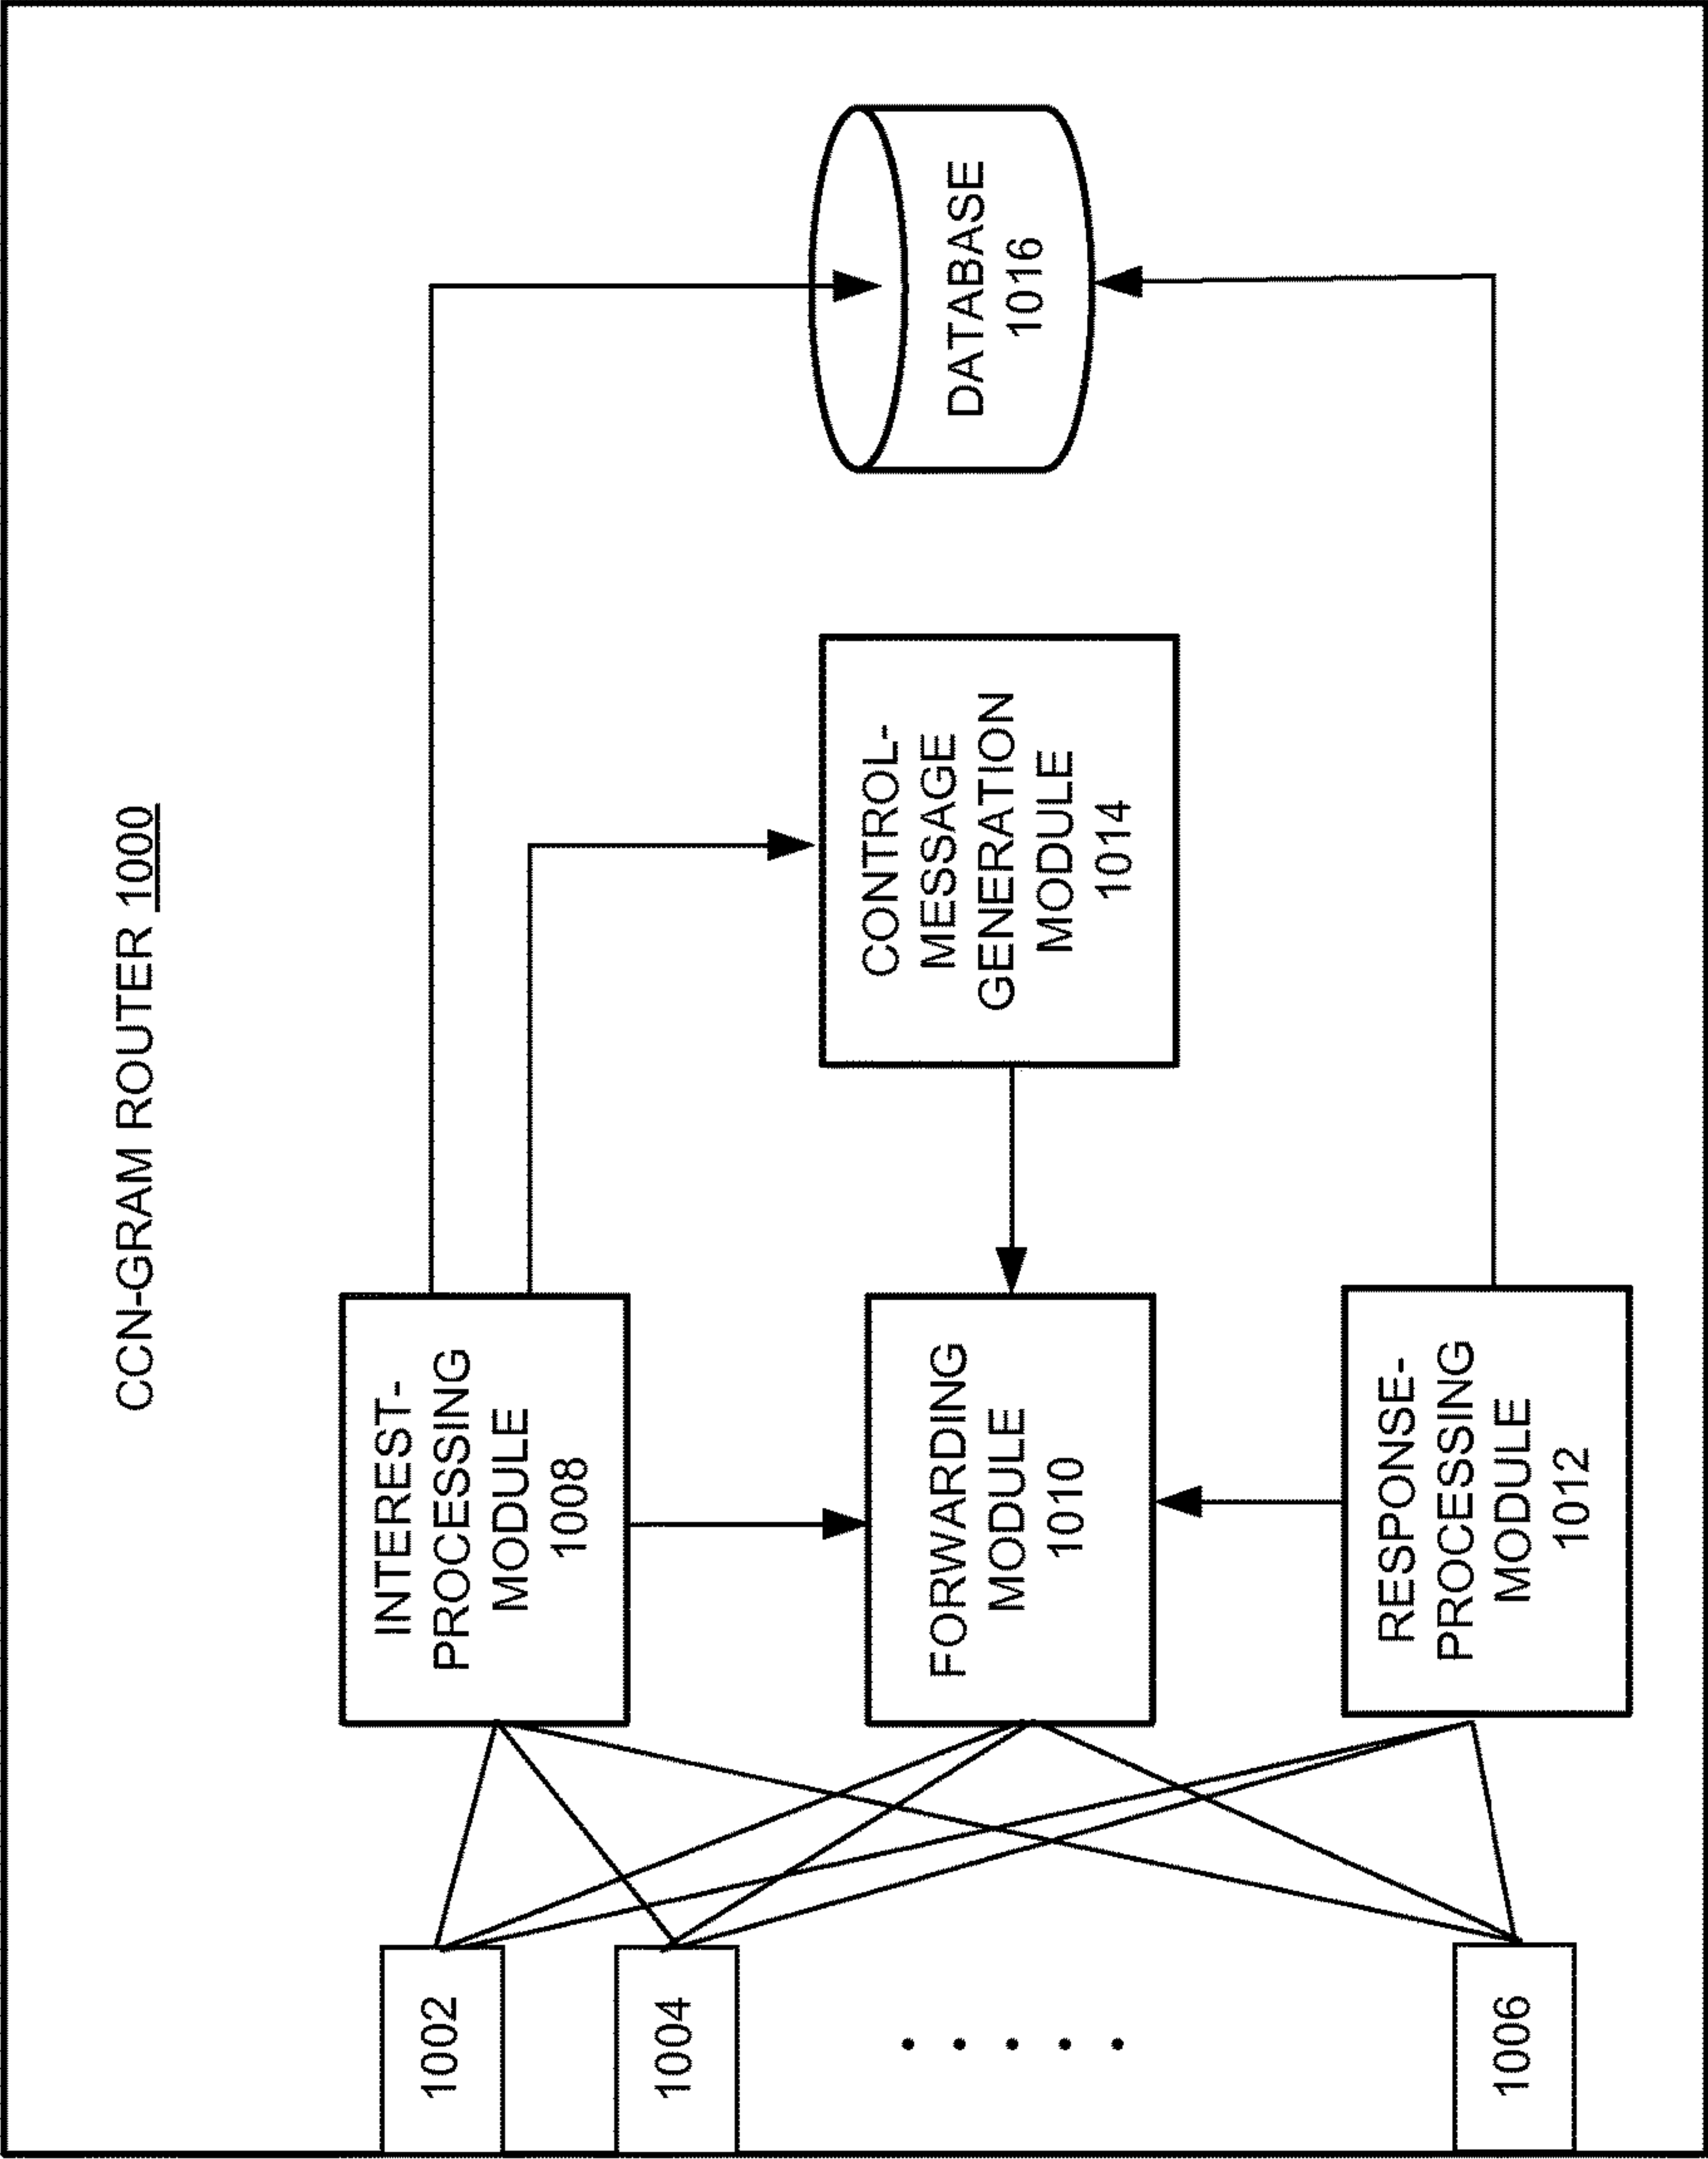 CCN-GRAM ROUTER 1000
1002
1004
1006
INTEREST-
PROCESSING
MODULE
1008
FORWARDING
MODULE
1010
RESPONSE-
PROCESSING
MODULE
1012
CONTROL-
MESSAGE
GENERATION
MODULE
1014
DATABASE
1016